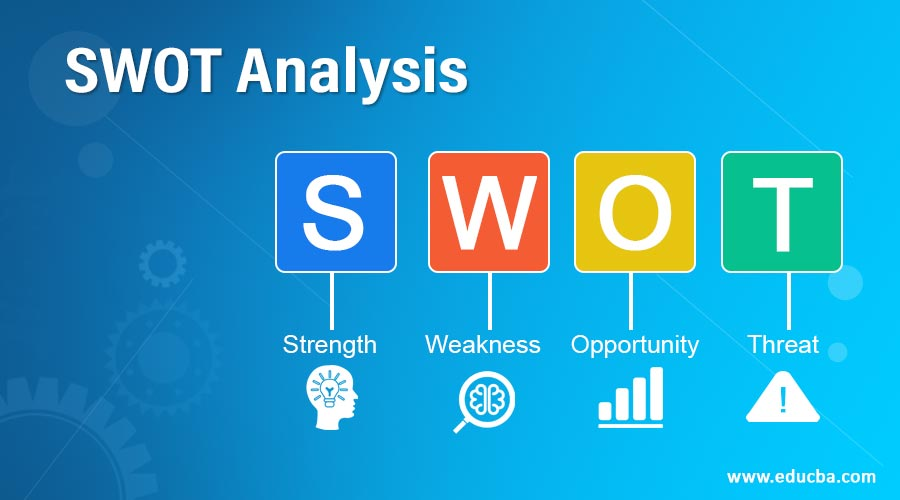 SWOT Analysis
S W O T
Strength Weakness Opportunity Threat
!
www.educba.com